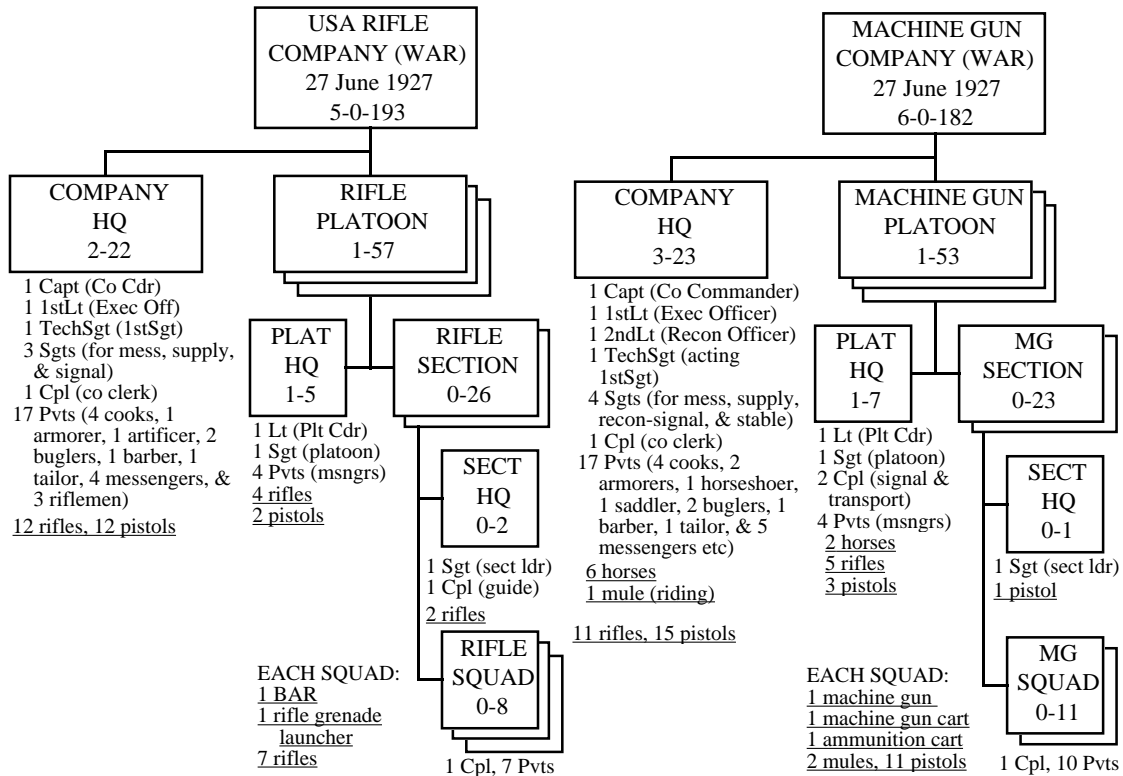 USA RIFLE
COMPANY (WAR)
27 June 1927
5-0-193
COMPANY
HQ
2-22
1 Capt (Co Cdr)
1 1stLt (Exec Off)
1 TechSgt (1stSgt)
3 Sgts (for mess, supply,
& signal)
1 Cpl (co clerk)
17 Pvts (4 cooks, 1
armorer, 1 artificer, 2
buglers, 1 barber, 1
tailor, 4 messengers, &
3 riflemen)
12 rifles, 12 pistols
RIFLE
PLATOON
1-57
PLAT
HQ
1-5
1 Lt (Plt Cdr)
1 Sgt (platoon)
4 Pvts (msngrs)
4 rifles
2 pistols
RIFLE
SECTION
0-26
SECT
HQ
0-2
1 Sgt (sect ldr)
1 Cpl (guide)
2 rifles
EACH SQUAD:
1 BAR
1 rifle grenade
launcher
7 rifles
RIFLE
SQUAD
0-8
1 Cpl, 7 Pvts
MACHINE GUN
COMPANY (WAR)
27 June 1927
6-0-182
COMPANY
HQ
3-23
1 Capt (Co Commander)
1 1stLt (Exec Officer)
1 2ndLt (Recon Officer)
1 TechSgt (acting
1stSgt)
4 Sgts (for mess, supply,
recon-signal, & stable)
1 Cpl (co clerk)
17 Pvts (4 cooks, 2
armorers, 1 horseshoer,
1 saddler, 2 buglers, 1
barber, 1 tailor, & 5
messengers etc)
6 horses
1 mule (riding)
11 rifles, 15 pistols
MACHINE GUN
PLATOON
1-53
PLAT
HQ
1-7
1 Lt (Plt Cdr)
1 Sgt (platoon)
2 Cpl (signal &
transport)
4 Pvts (msngrs)
2 horses
5 rifles
3 pistols
MG
SECTION
0-23
SECT
HQ
0-1
1 Sgt (sect ldr)
1 pistol
EACH SQUAD:
1 machine gun
1 machine gun cart
1 ammunition cart
2 mules, 11 pistols
MG
SQUAD
0-11
1 Cpl, 10 Pvts